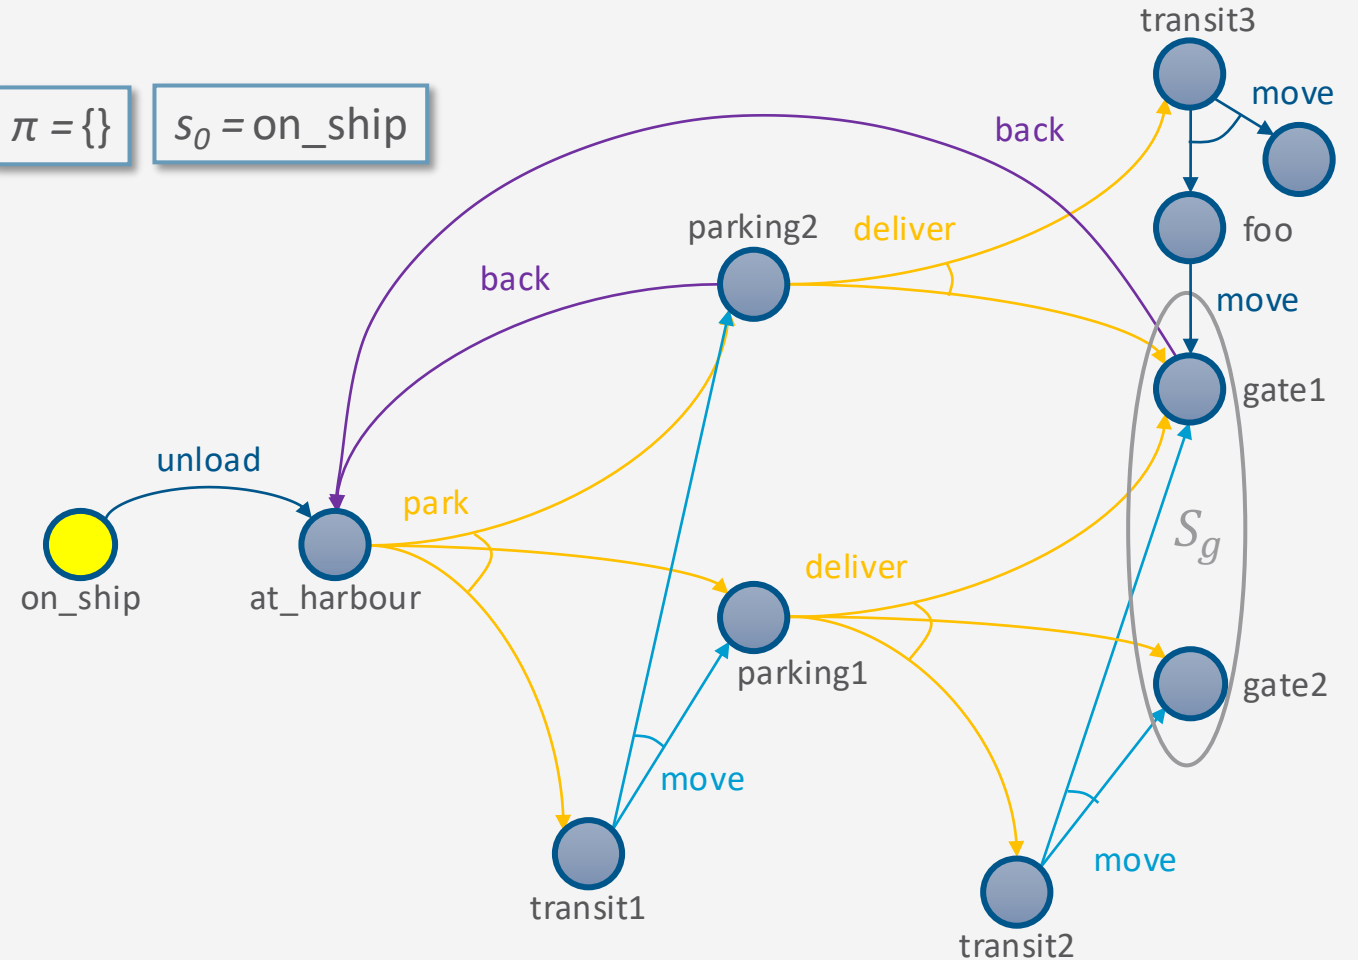 transit3
π = {}
s₀ = on_ship
move
back
parking2
deliver
foo
back
move
gate1
unload
park
S_g
deliver
on_ship
at_harbour
parking1
gate2
move
move
transit1
transit2